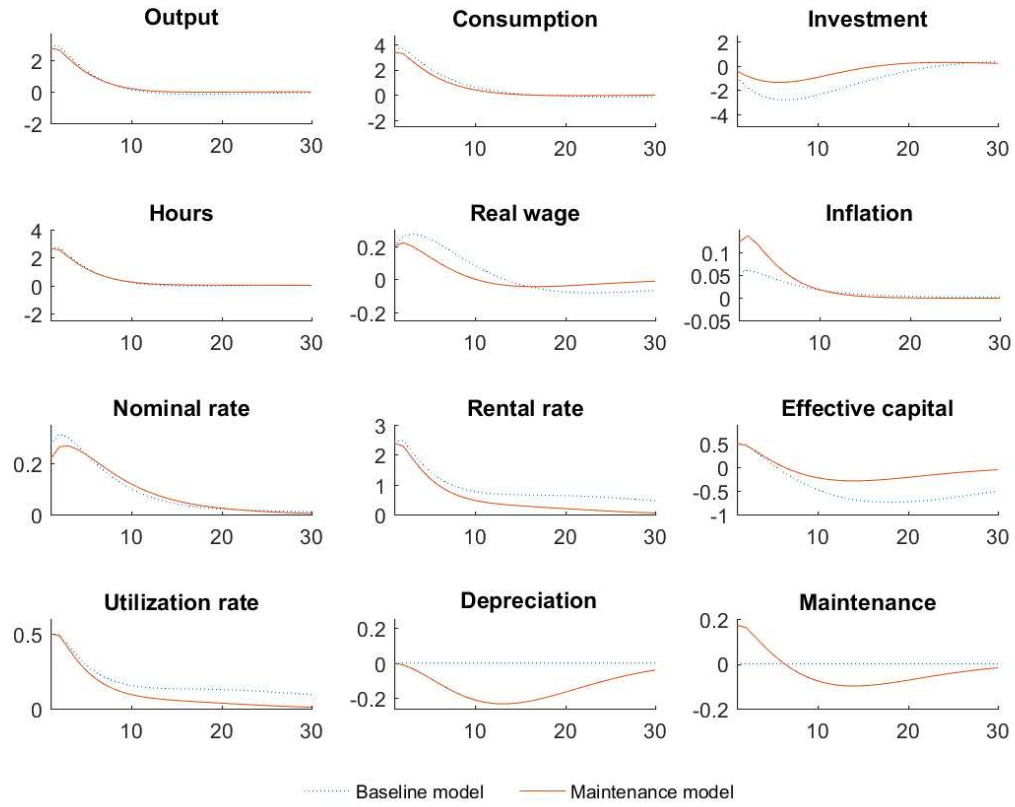 Output
2
0
-2
10 20 30
Consumption
4
2
0
-2
10 20 30
Investment
2
0
-2
-4
10 20 30
Hours
4
2
0
-2
10 20 30
Real wage
0.2
0
-0.2
10 20 30
Inflation
0.1
0.05
0
-0.05
10 20 30
Nominal rate
0.2
0
10 20 30
Rental rate
3
2
1
0
10 20 30
Effective capital
0.5
0
-0.5
-1
10 20 30
Utilization rate
0.5
0
10 20 30
Depreciation
0.2
0
-0.2
10 20 30
Maintenance
0.2
0
-0.2
10 20 30
Baseline model Maintenance model